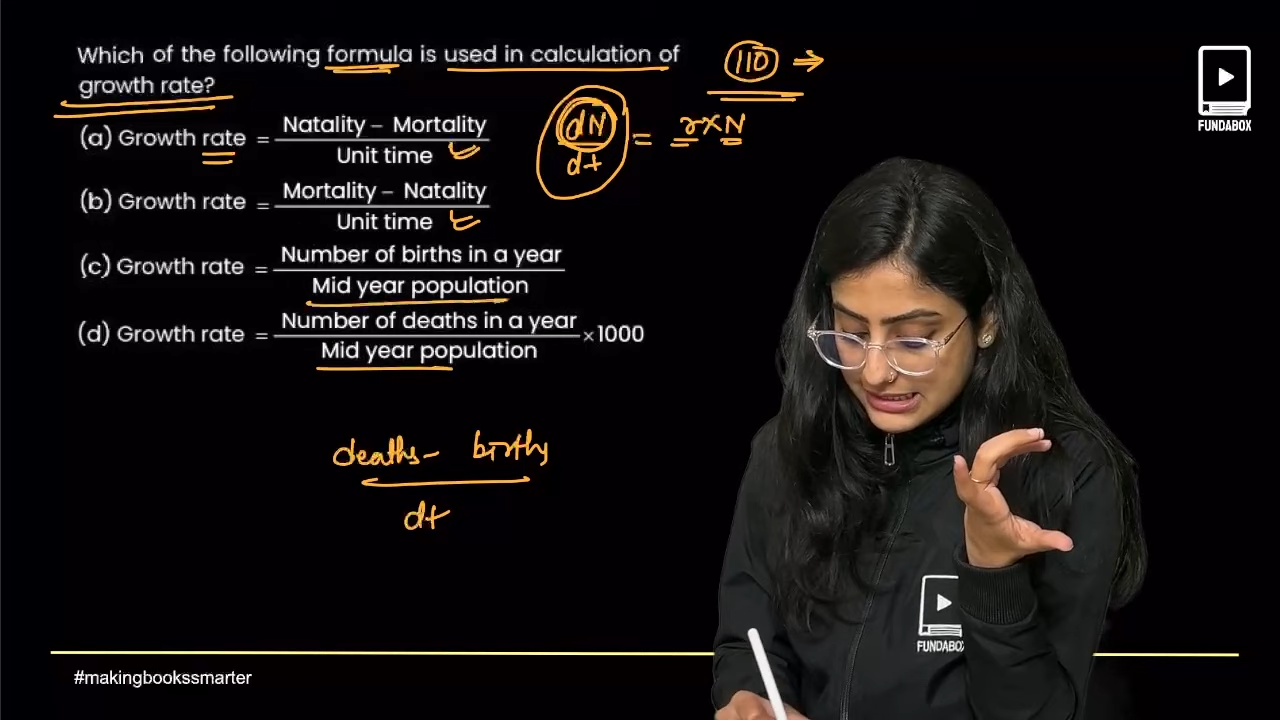 Which of the following formula is used in calculation of
growth rate?
(a) Growth rate = Natality – Mortality
Unit time
(b) Growth rate = Mortality – Natality
Unit time
(c) Growth rate = Number of births in a year
Mid year population
(d) Growth rate = Number of deaths in a year ×1000
Mid year population
110 →
dN = r×N
dt
deaths – births
dt
FUNDABOX
FUNDABOX
#makingbookssmarter